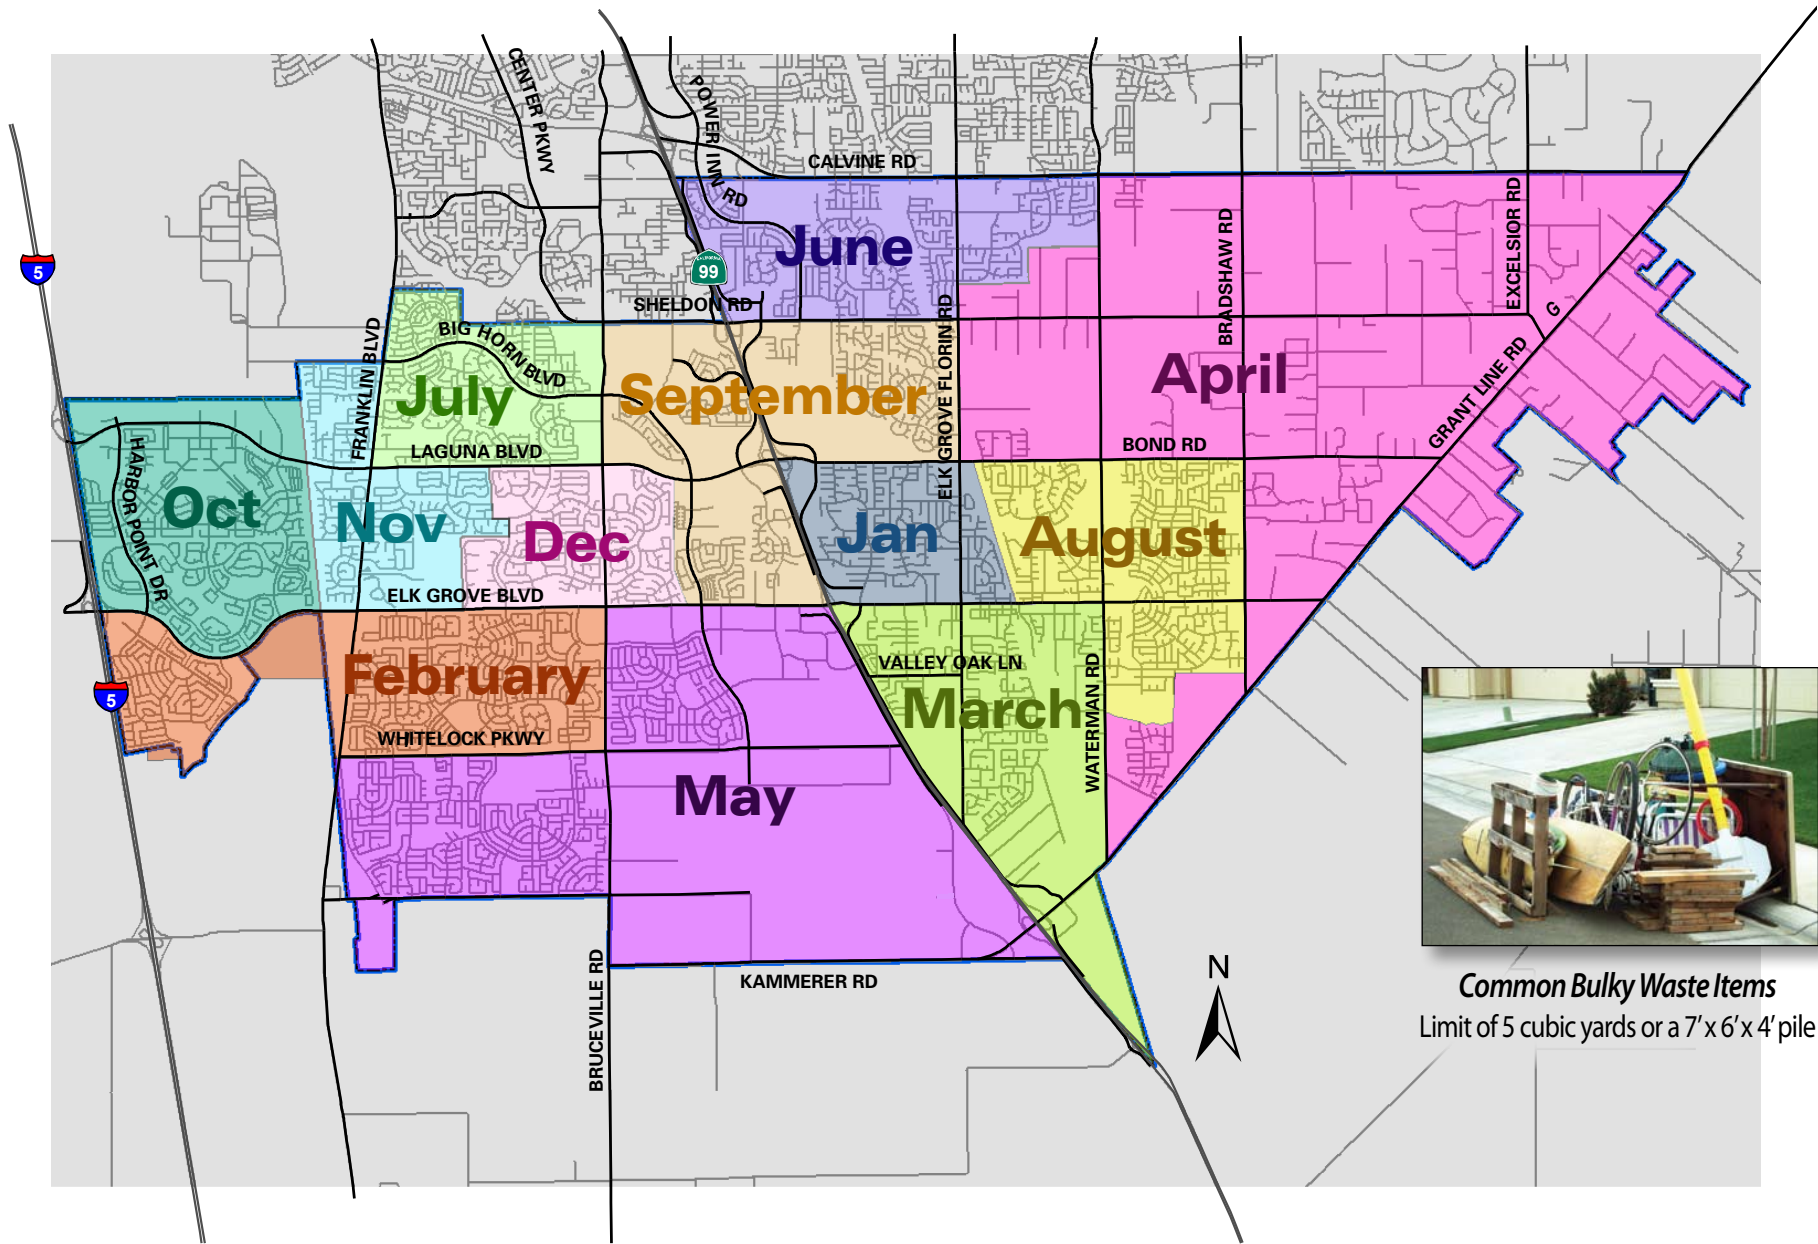 CENTER PKWY
POWER INN RD
CALVINE RD
5
CALIFORNIA
99
June
SHELDON RD
BRADSHAW RD
EXCELSIOR RD
G
FRANKLIN BLVD
BIG HORN BLVD
July
September
ELK GROVE FLORIN RD
April
GRANT LINE RD
LAGUNA BLVD
BOND RD
HARBOR POINT DR
Oct
Nov
Dec
Jan
August
ELK GROVE BLVD
5
February
VALLEY OAK LN
March
WATERMAN RD
WHITELOCK PKWY
May
BRUCEVILLE RD
KAMMERER RD
N
Common Bulky Waste Items
Limit of 5 cubic yards or a 7' x 6' x 4' pile